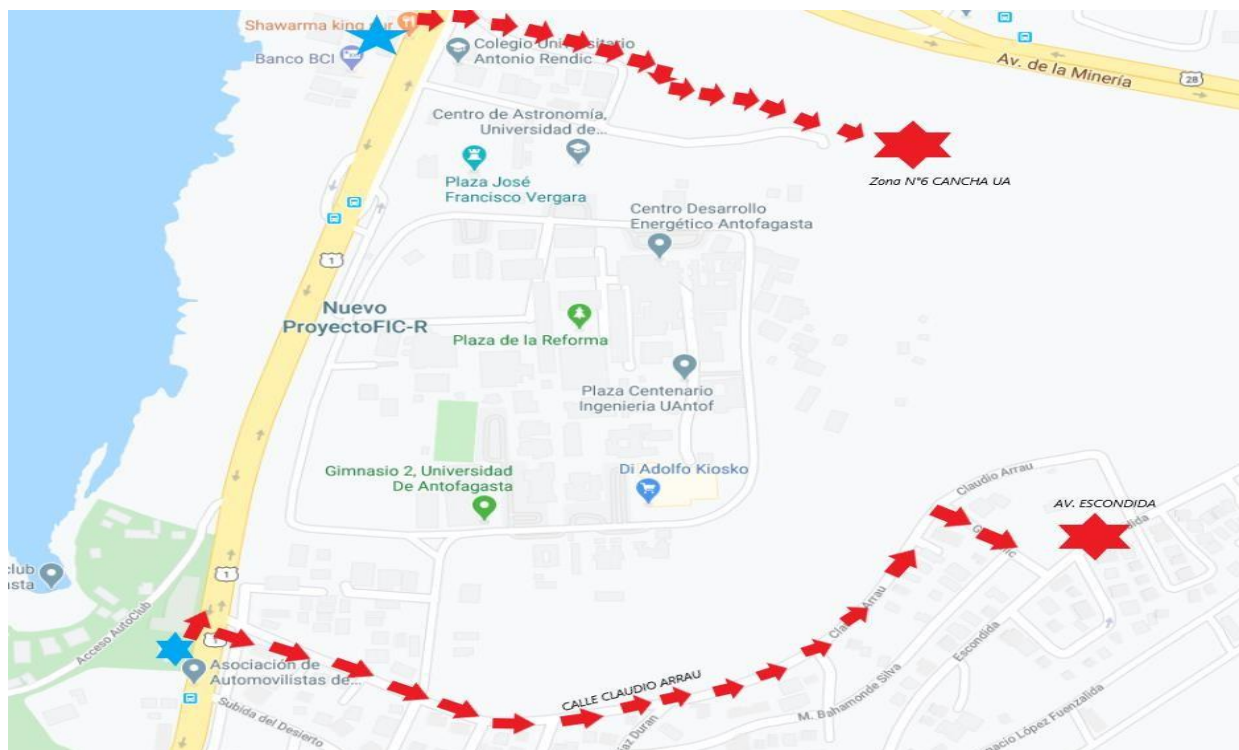 Shawarma king sur
Banco BCI
Colegio Universitario
Antonio Rendic
Av. de la Minería
28
Centro de Astronomía,
Universidad de...
Zona N°6 CANCHA UA
Plaza José
Francisco Vergara
Centro Desarrollo
Energético Antofagasta
1
Nuevo
ProyectoFIC-R
Plaza de la Reforma
Plaza Centenario
Ingenieria UAntof
Gimnasio 2, Universidad
De Antofagasta
Di Adolfo Kiosko
Claudio Arrau
AV. ESCONDIDA
1
Acceso AutoClub
1
Asociación de
Automovilistas de...
Subida del Desierto
CALLE CLAUDIO ARRAU
M. Bahamonde Silva
Escondida